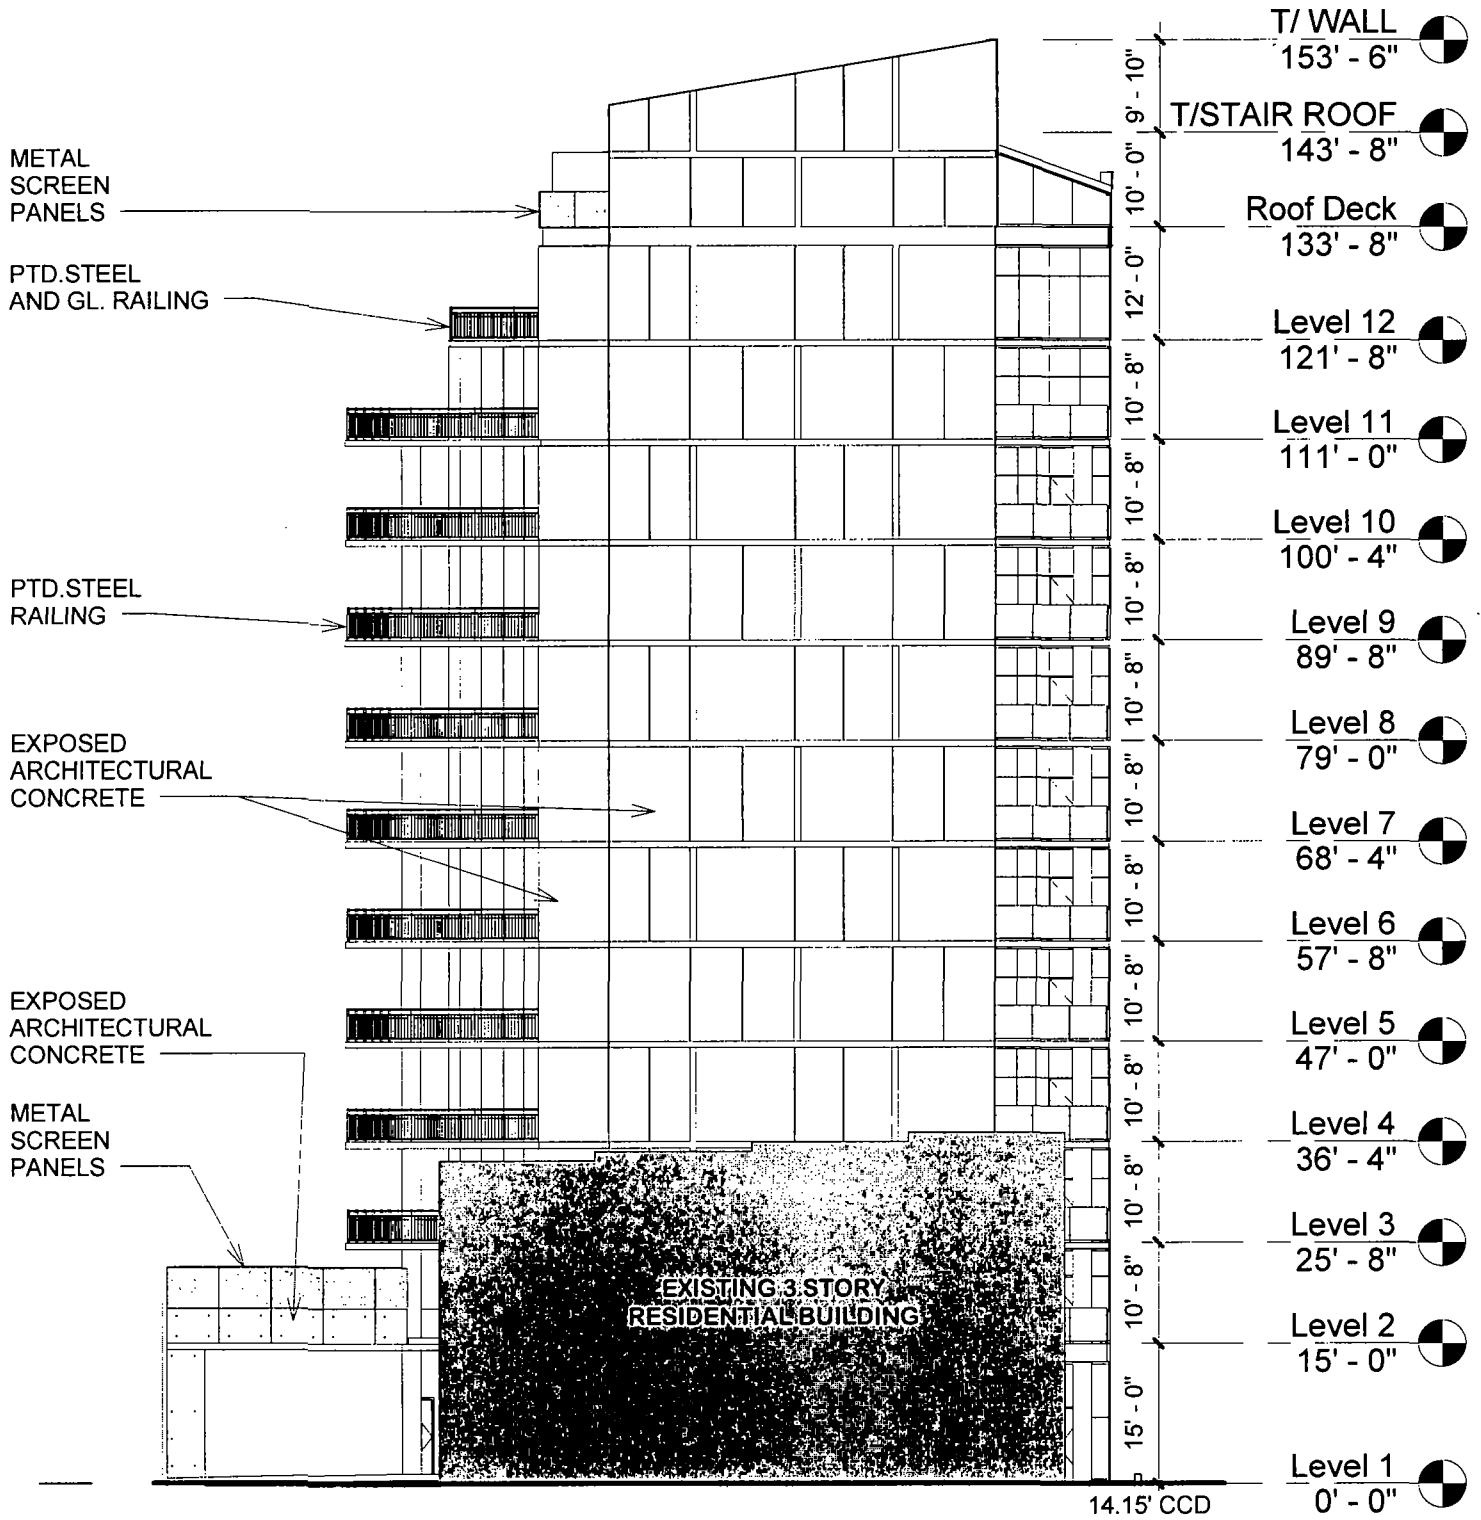 T/ WALL
153' - 6"
9' - 10"
T/STAIR ROOF
143' - 8"
METAL
SCREEN
PANELS
10' - 0"
Roof Deck
133' - 8"
PTD.STEEL
AND GL. RAILING
12' - 0"
Level 12
121' - 8"
10' - 8"
Level 11
111' - 0"
10' - 8"
Level 10
100' - 4"
PTD.STEEL
RAILING
10' - 8"
Level 9
89' - 8"
10' - 8"
Level 8
79' - 0"
EXPOSED
ARCHITECTURAL
CONCRETE
10' - 8"
Level 7
68' - 4"
10' - 8"
Level 6
57' - 8"
10' - 8"
Level 5
47' - 0"
EXPOSED
ARCHITECTURAL
CONCRETE
10' - 8"
Level 4
36' - 4"
METAL
SCREEN
PANELS
10' - 8"
Level 3
25' - 8"
EXISTING 3 STORY
RESIDENTIAL BUILDING
10' - 8"
Level 2
15' - 0"
15' - 0"
Level 1
0' - 0"
14.15' CCD